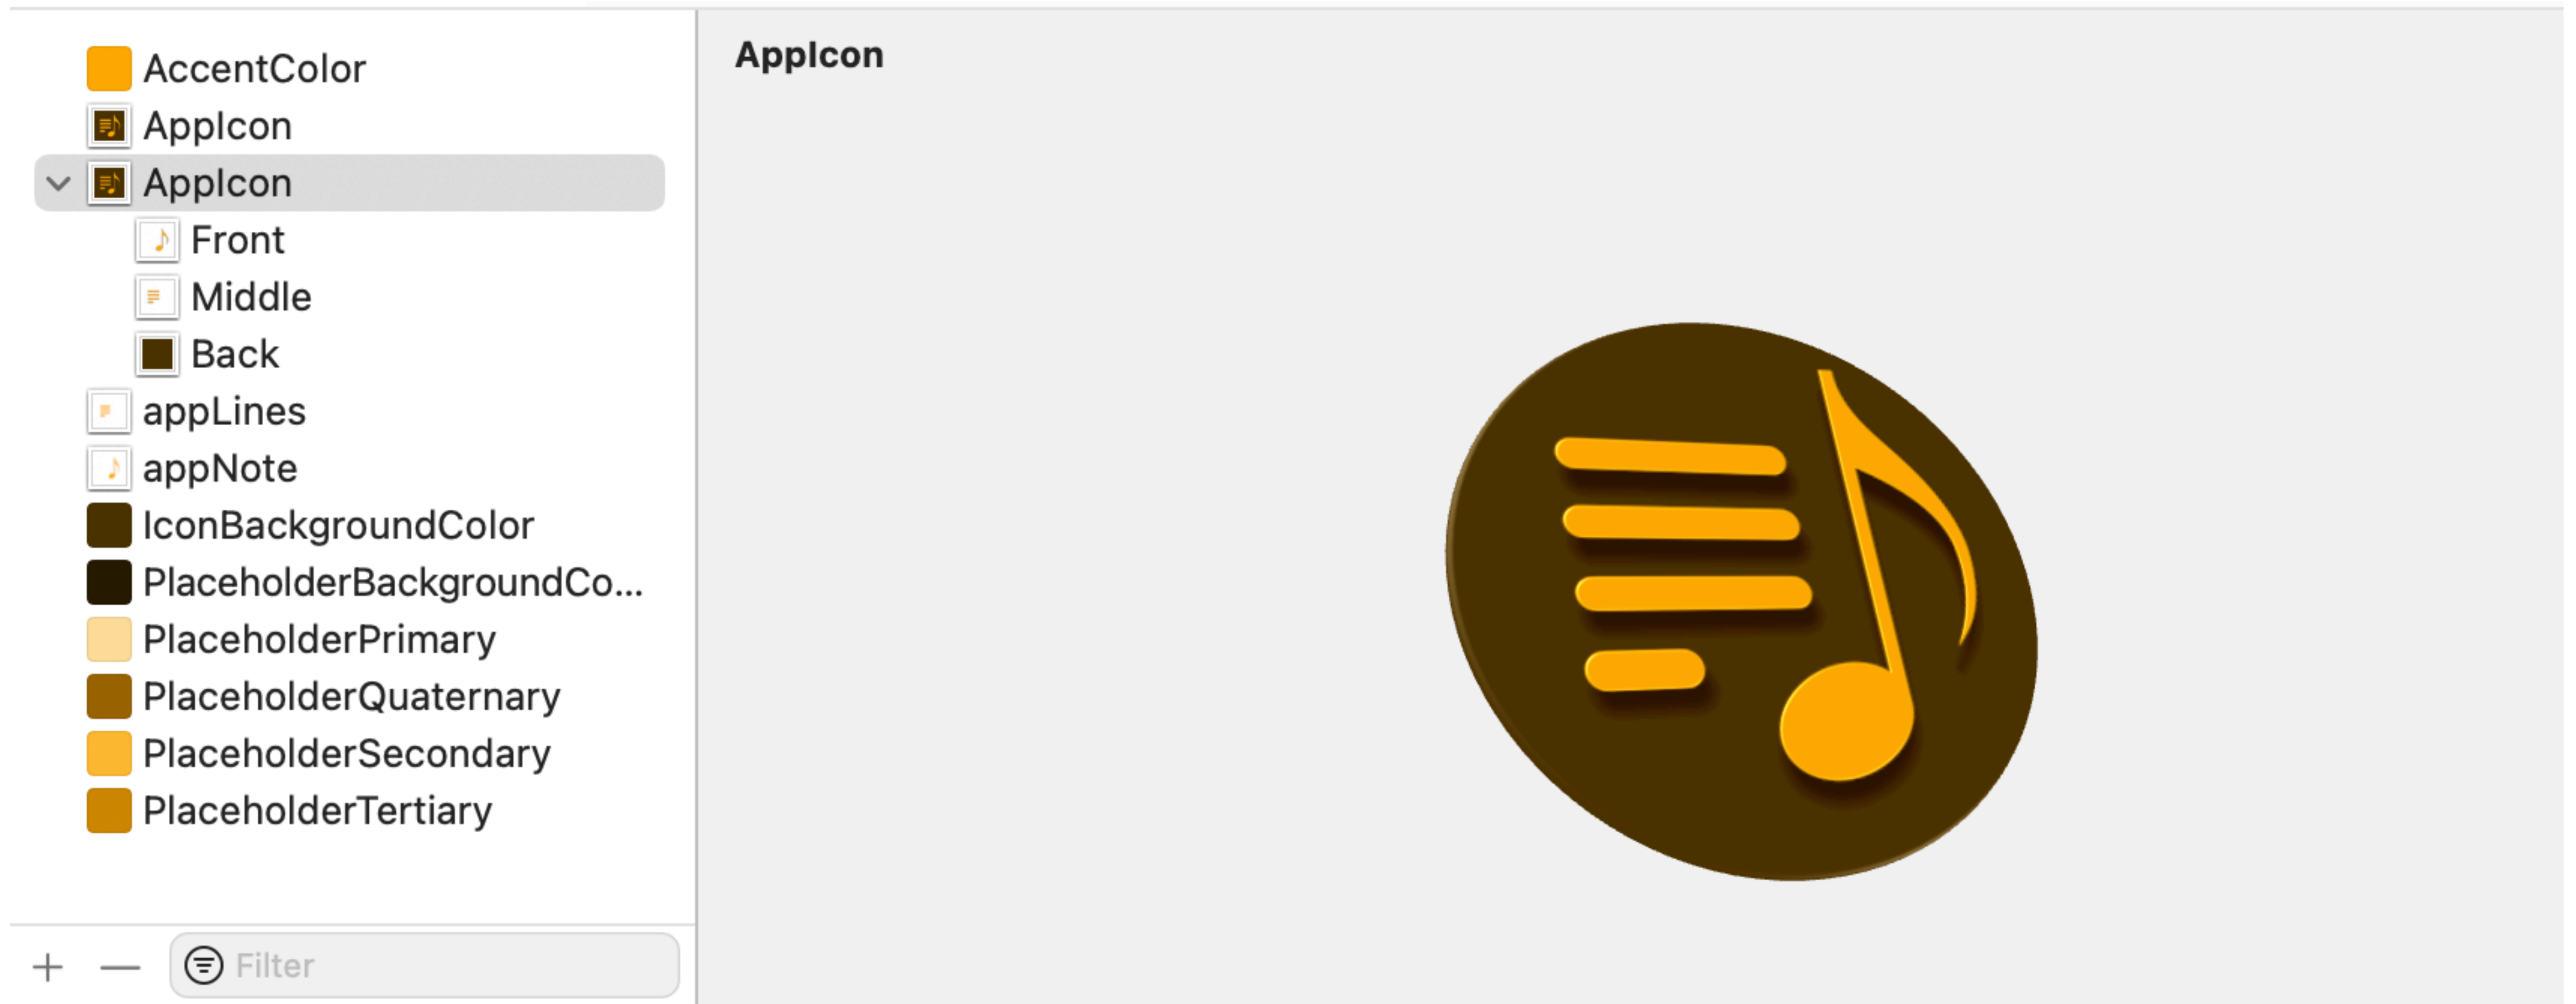 AccentColor
AppIcon
AppIcon
Front
Middle
Back
appLines
appNote
IconBackgroundColor
PlaceholderBackgroundCo...
PlaceholderPrimary
PlaceholderQuaternary
PlaceholderSecondary
PlaceholderTertiary
Filter
AppIcon